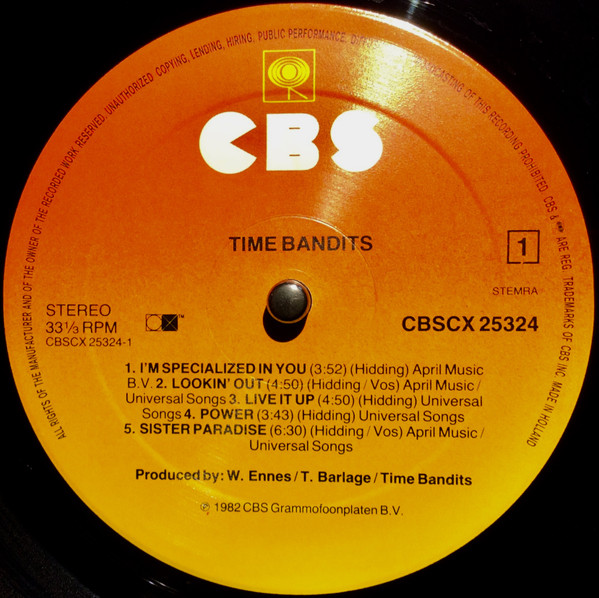 ALL RIGHTS OF THE MANUFACTURER AND OF THE OWNER OF THE RECORDED WORK RESERVED. UNAUTHORIZED COPYING, LENDING, HIRING, PUBLIC PERFORMANCE, OF THIS RECORDING PROHIBITED. CBS & ARE REG. TRADEMARKS OF CBS INC. MADE IN HOLLAND
CBS
TIME BANDITS
1
STEMRA
STEREO
33⅓ RPM
CBSCX 25324-1
CBSCX 25324
1. I'M SPECIALIZED IN YOU (3:52) (Hidding) April Music
B.V. 2. LOOKIN' OUT (4:50) (Hidding / Vos) April Music /
Universal Songs 3. LIVE IT UP (4:50) (Hidding) Universal
Songs 4. POWER (3:43) (Hidding) Universal Songs
5. SISTER PARADISE (6:30) (Hidding / Vos) April Music /
Universal Songs
Produced by: W. Ennes / T. Barlage / Time Bandits
℗ 1982 CBS Grammofoonplaten B.V.